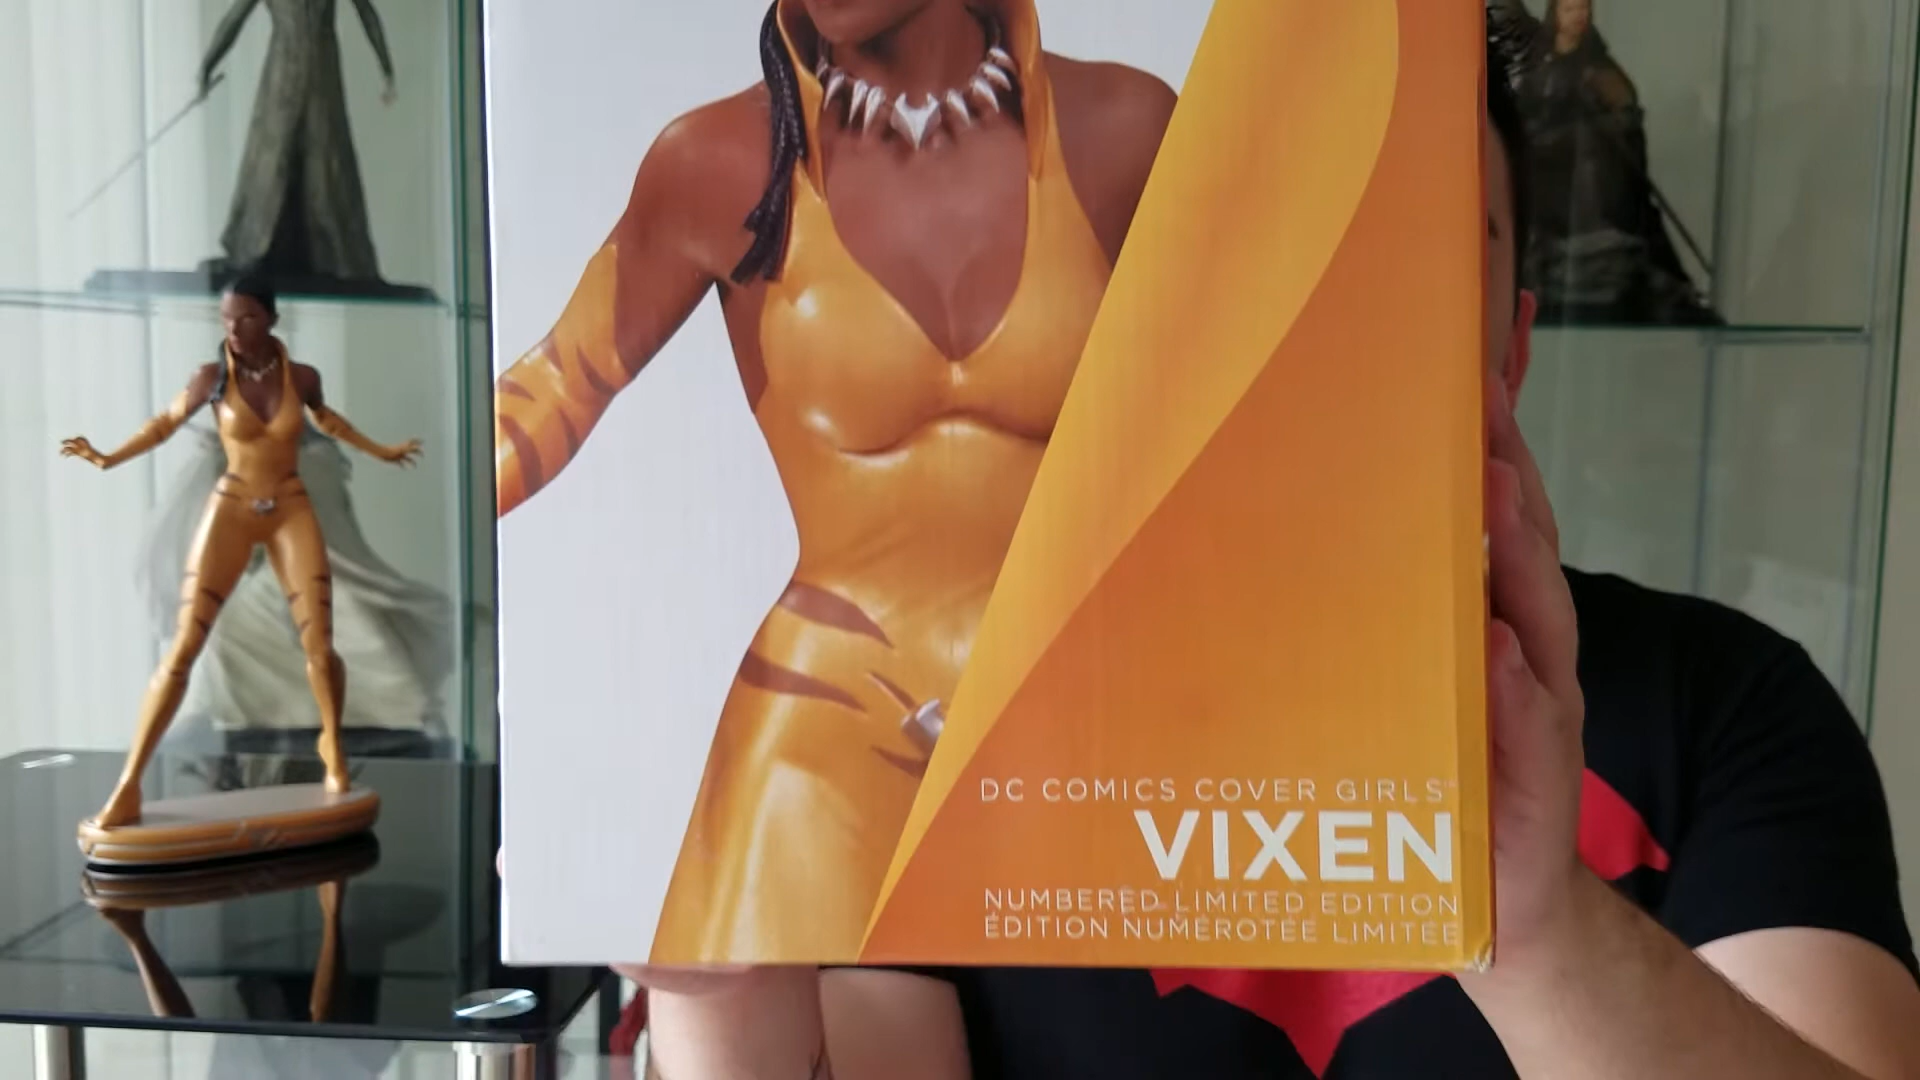 DC COMICS COVER GIRLS™
VIXEN
NUMBERED LIMITED EDITION
ÉDITION NUMÉROTÉE LIMITÉE